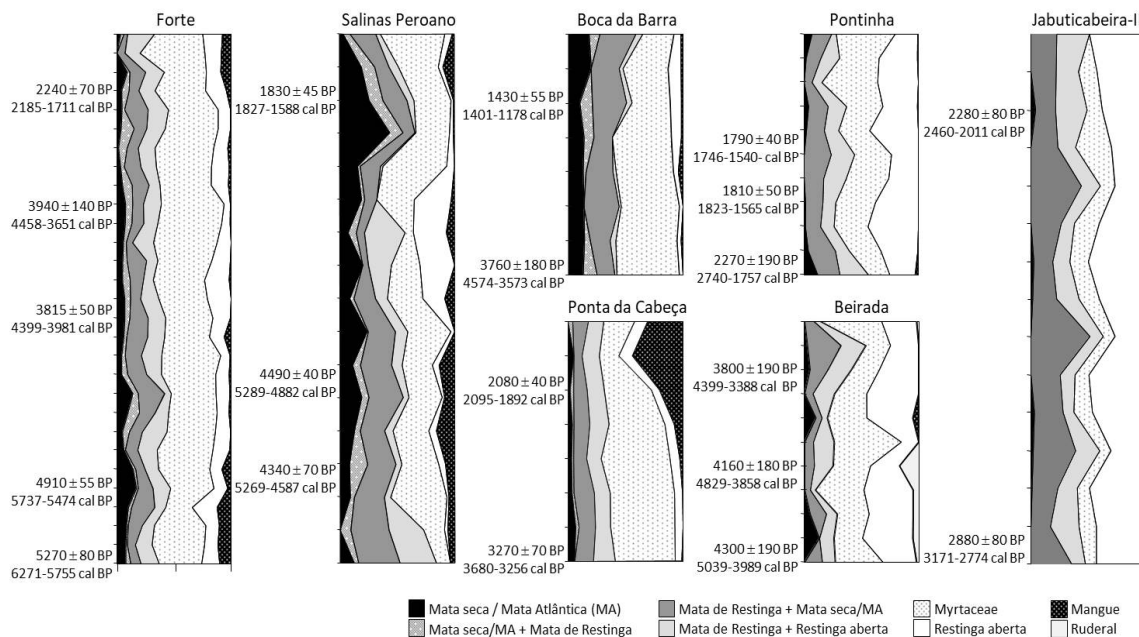 Forte
2240 ± 70 BP
2185-1711 cal BP
3940 ± 140 BP
4458-3651 cal BP
3815 ± 50 BP
4399-3981 cal BP
4910 ± 55 BP
5737-5474 cal BP
5270 ± 80 BP
6271-5755 cal BP
Salinas Peroano
1830 ± 45 BP
1827-1588 cal BP
4490 ± 40 BP
5289-4882 cal BP
4340 ± 70 BP
5269-4587 cal BP
Boca da Barra
1430 ± 55 BP
1401-1178 cal BP
3760 ± 180 BP
4574-3573 cal BP
Ponta da Cabeça
2080 ± 40 BP
2095-1892 cal BP
3270 ± 70 BP
3680-3256 cal BP
Pontinha
1790 ± 40 BP
1746-1540- cal BP
1810 ± 50 BP
1823-1565 cal BP
2270 ± 190 BP
2740-1757 cal BP
Beirada
3800 ± 190 BP
4399-3388 cal BP
4160 ± 180 BP
4829-3858 cal BP
4300 ± 190 BP
5039-3989 cal BP
Jabuticabeira-II
2280 ± 80 BP
2460-2011 cal BP
2880 ± 80 BP
3171-2774 cal BP
Mata seca / Mata Atlântica (MA)
Mata seca/MA + Mata de Restinga
Mata de Restinga + Mata seca/MA
Mata de Restinga + Restinga aberta
Myrtaceae
Restinga aberta
Mangue
Ruderal